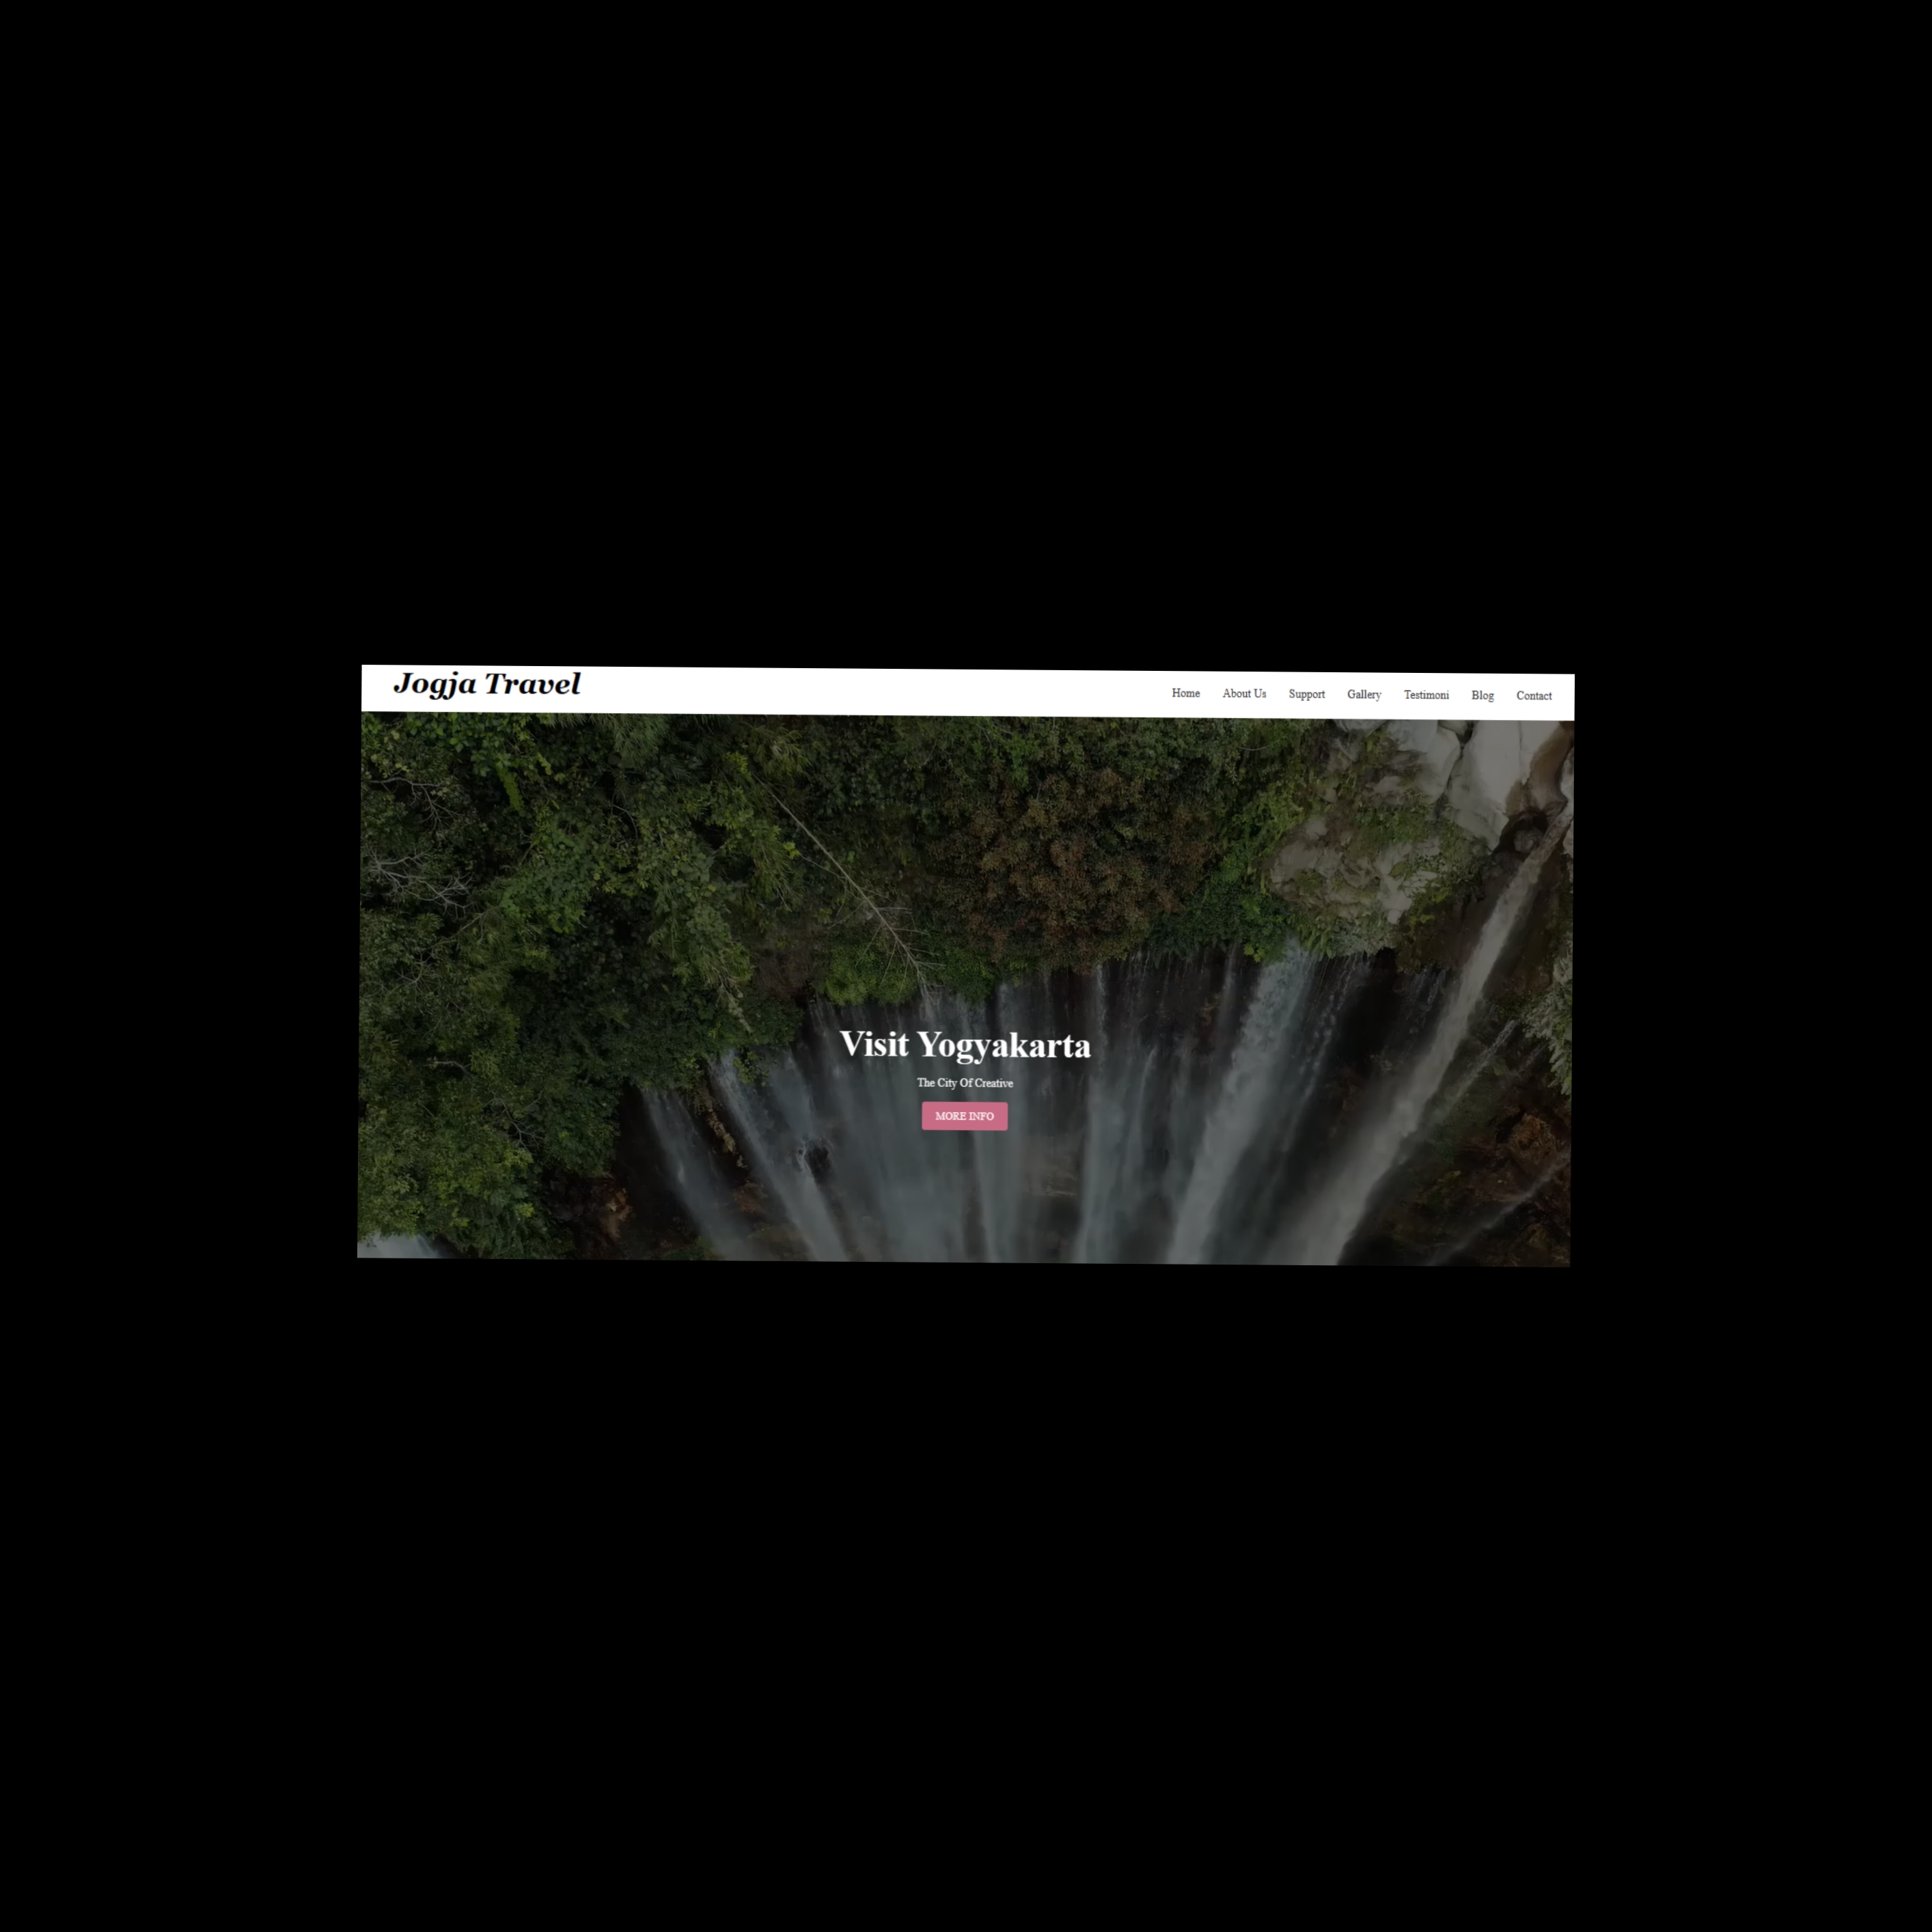 Jogja Travel
Home About Us Support Gallery Testimoni Blog Contact
Visit Yogyakarta
The City Of Creative
MORE INFO